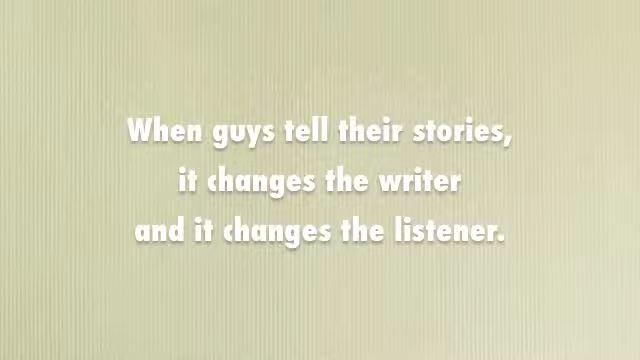 When guys tell their stories,
it changes the writer
and it changes the listener.